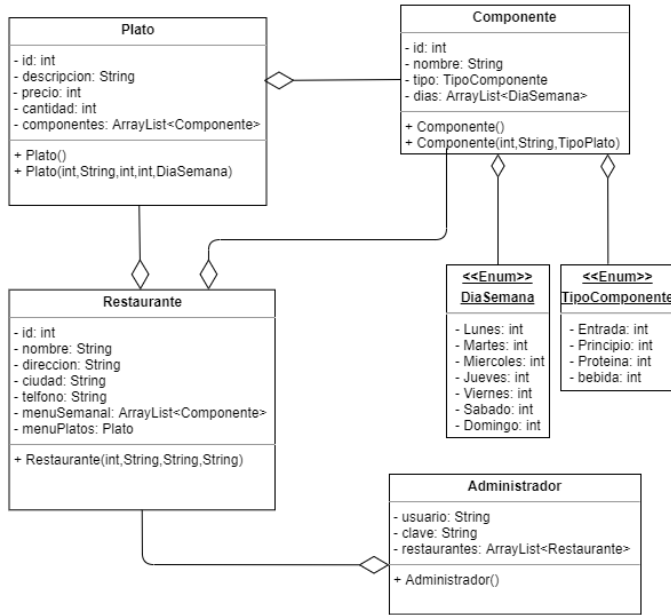 Plato
- id: int
- descripcion: String
- precio: int
- cantidad: int
- componentes: ArrayList<Componente>
+ Plato()
+ Plato(int,String,int,int,DiaSemana)
Componente
- id: int
- nombre: String
- tipo: TipoComponente
- dias: ArrayList<DiaSemana>
+ Componente()
+ Componente(int,String,TipoPlato)
Restaurante
- id: int
- nombre: String
- direccion: String
- ciudad: String
- telfono: String
- menuSemanal: ArrayList<Componente>
- menuPlatos: Plato
+ Restaurante(int,String,String,String)
<<Enum>>
DiaSemana
- Lunes: int
- Martes: int
- Miercoles: int
- Jueves: int
- Viernes: int
- Sabado: int
- Domingo: int
<<Enum>>
TipoComponente
- Entrada: int
- Principio: int
- Proteina: int
- bebida: int
Administrador
- usuario: String
- clave: String
- restaurantes: ArrayList<Restaurante>
+ Administrador()